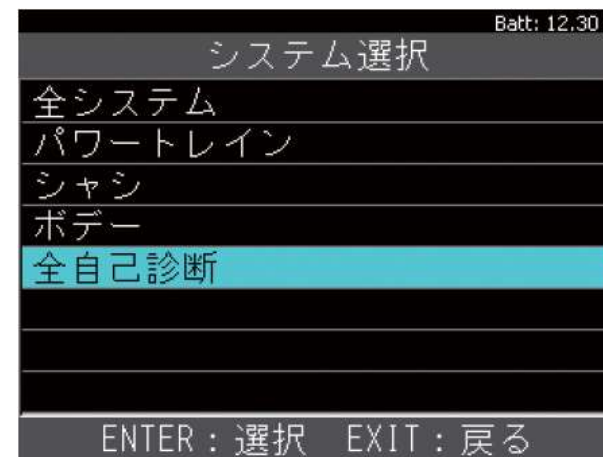 Batt: 12.30
システム選択
全システム
パワートレイン
シャシ
ボデー
全自己診断
ENTER：選択　EXIT：戻る